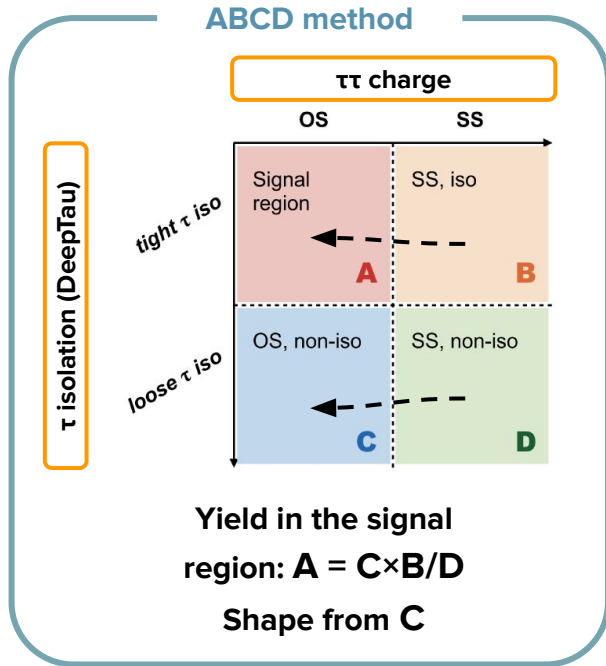 ABCD method
ττ charge
OS SS
τ isolation (DeepTau)
tight τ iso
Signal
region
SS, iso
A
B
loose τ iso
OS, non-iso
SS, non-iso
C
D
Yield in the signal
region: A = C×B/D
Shape from C